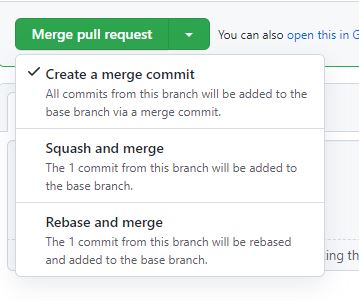 Merge pull request
You can also open this in G
Create a merge commit
All commits from this branch will be added to the
base branch via a merge commit.
Squash and merge
The 1 commit from this branch will be added to
the base branch.
Rebase and merge
The 1 commit from this branch will be rebased
and added to the base branch.
king th